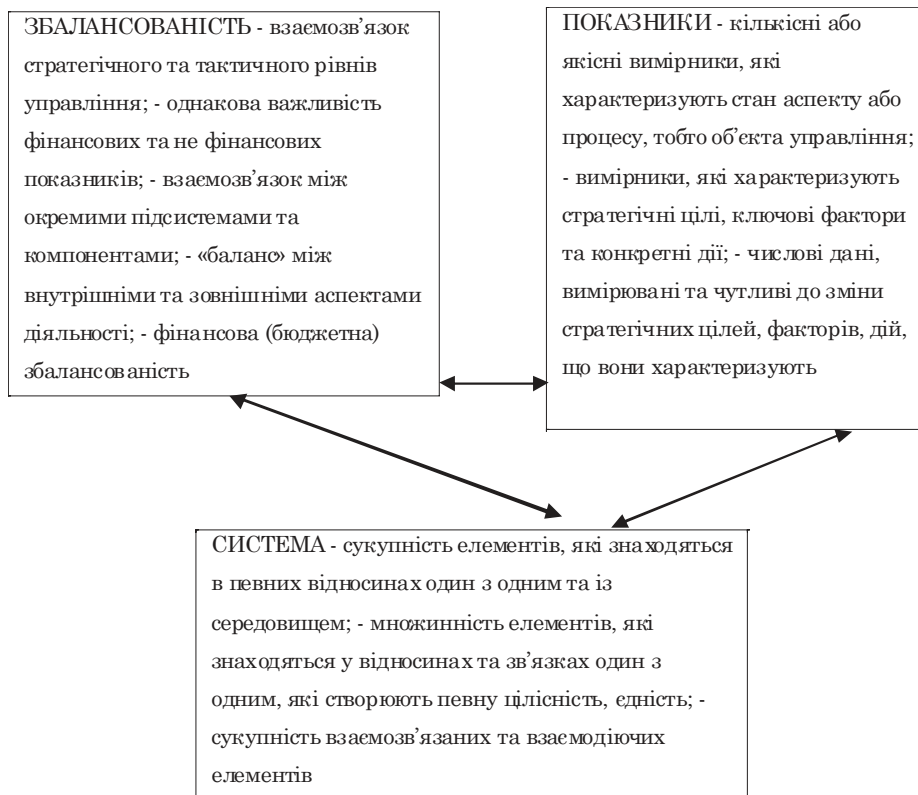 ЗБАЛАНСОВАНІСТЬ - взаємозв'язок
стратегічного та тактичного рівнів
управління; - однакова важливість
фінансових та не фінансових
показників; - взаємозв'язок між
окремими підсистемами та
компонентами; - «баланс» між
внутрішніми та зовнішніми аспектами
діяльності; - фінансова (бюджетна)
збалансованість
ПОКАЗНИКИ - кількісні або
якісні вимірники, які
характеризують стан аспекту або
процесу, тобто об’єкта управління;
- вимірники, які характеризують
стратегічні цілі, ключові фактори
та конкретні дії; - числові дані,
вимірювані та чутливі до зміни
стратегічних цілей, факторів, дій,
що вони характеризують
СИСТЕМА - сукупність елементів, які знаходяться
в певних відносинах один з одним та із
середовищем; - множинність елементів, які
знаходяться у відносинах та зв’язках один з
одним, які створюють певну цілісність, єдність; -
сукупність взаємозв’язаних та взаємодіючих
елементів